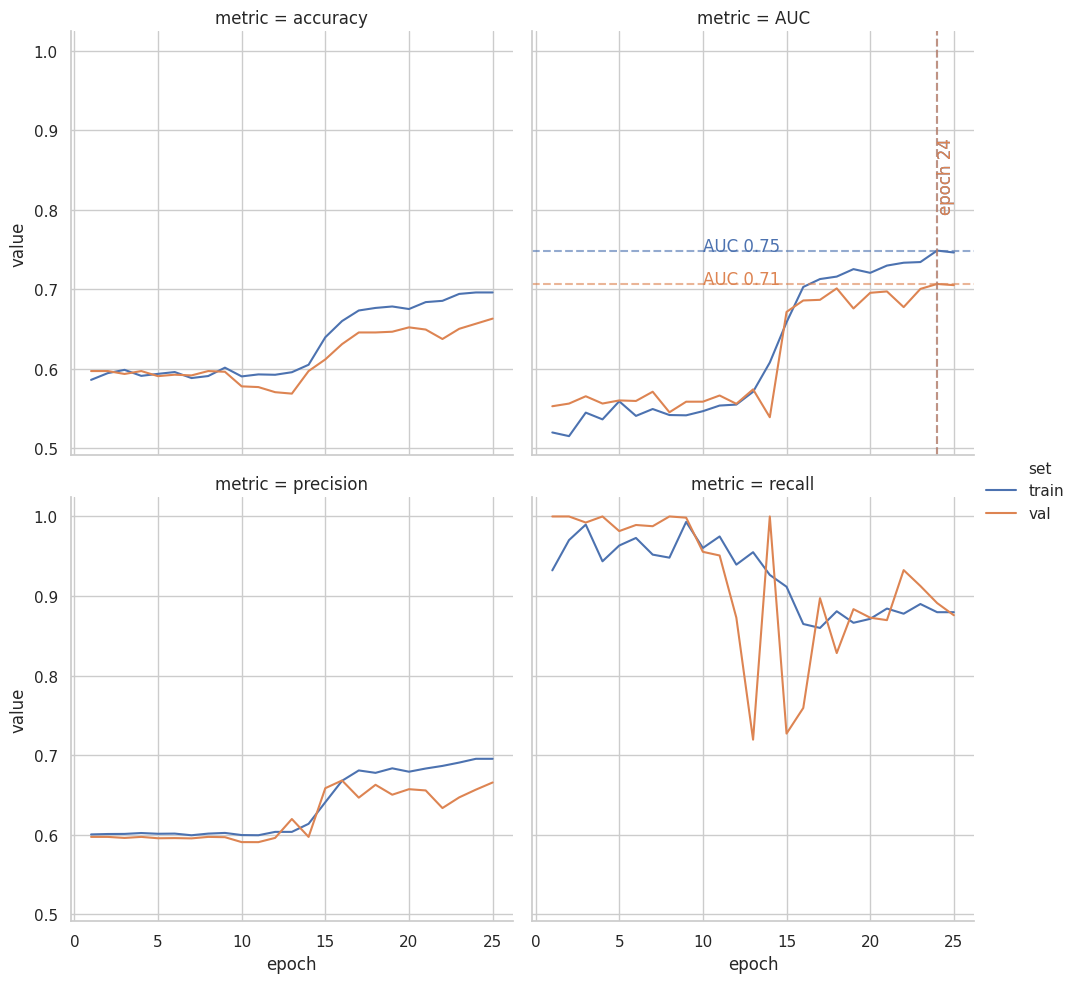 metric = accuracy
metric = AUC
1.0
0.9
0.8
0.7
0.6
0.5
value
epoch 24
AUC 0.75
AUC 0.71
set
train
val
metric = precision
metric = recall
1.0
0.9
0.8
0.7
0.6
0.5
value
0 5 10 15 20 25
0 5 10 15 20 25
epoch
epoch